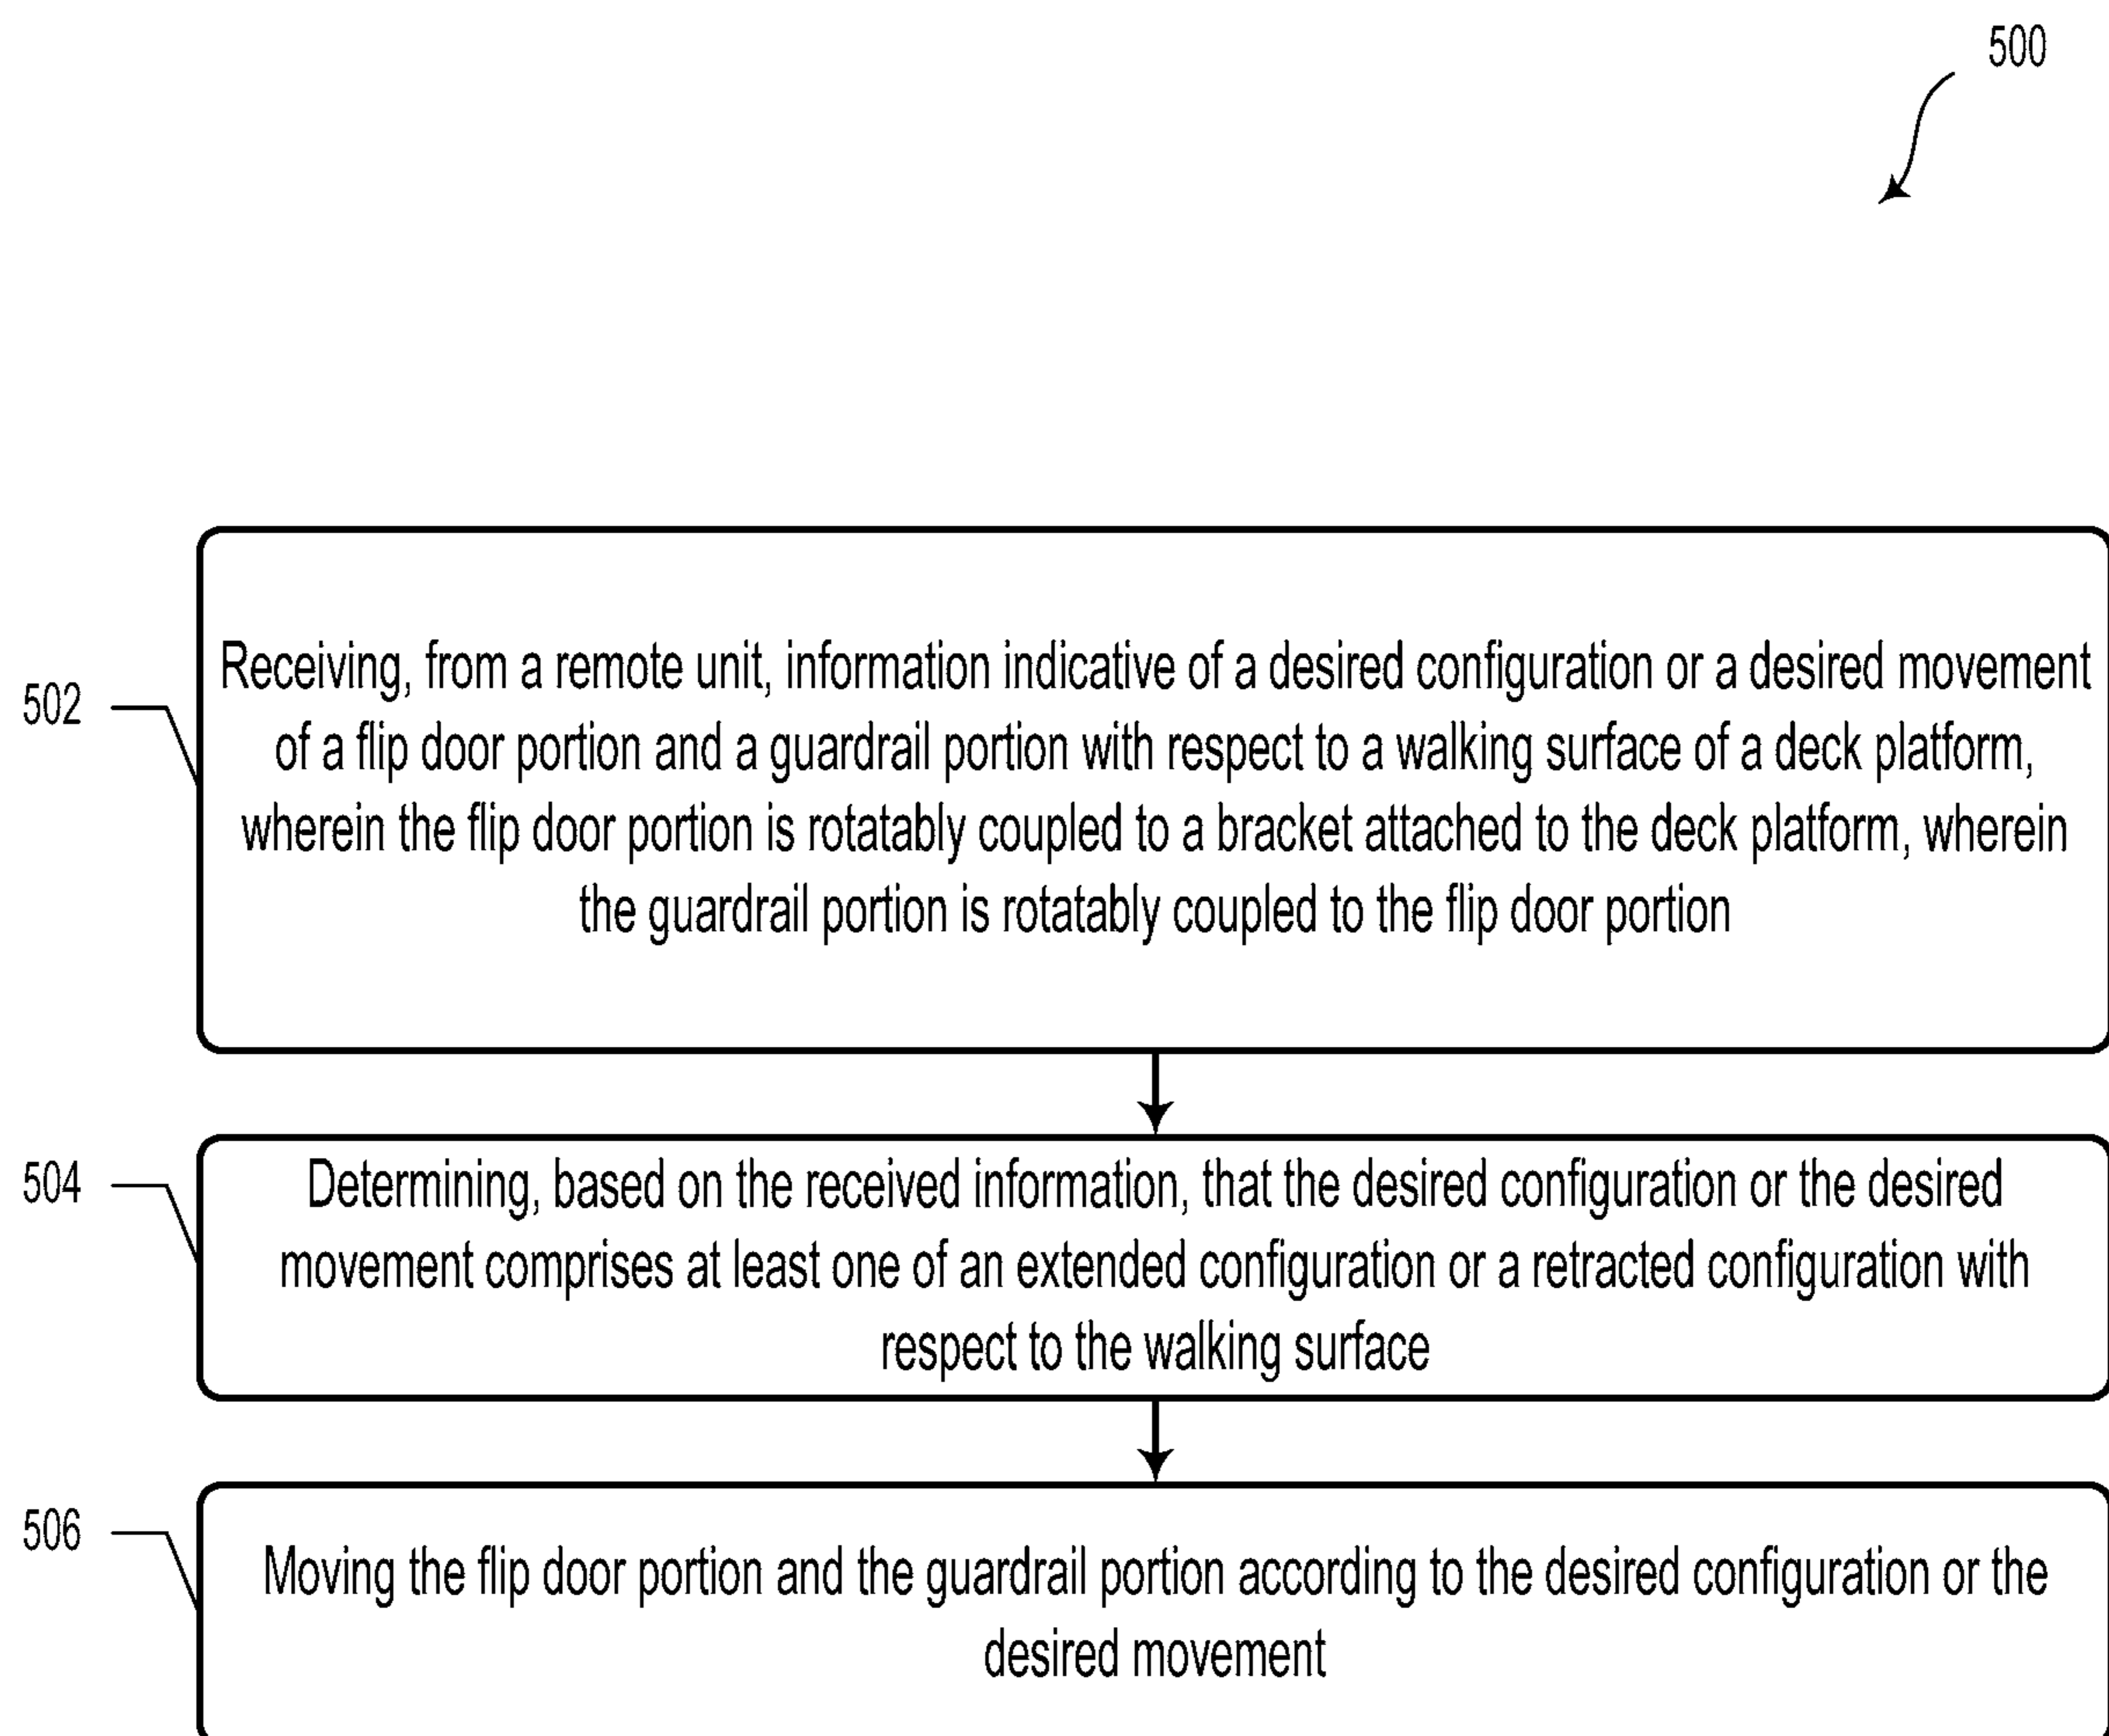 500
502
Receiving, from a remote unit, information indicative of a desired configuration or a desired movement
of a flip door portion and a guardrail portion with respect to a walking surface of a deck platform,
wherein the flip door portion is rotatably coupled to a bracket attached to the deck platform, wherein
the guardrail portion is rotatably coupled to the flip door portion
504
Determining, based on the received information, that the desired configuration or the desired
movement comprises at least one of an extended configuration or a retracted configuration with
respect to the walking surface
506
Moving the flip door portion and the guardrail portion according to the desired configuration or the
desired movement